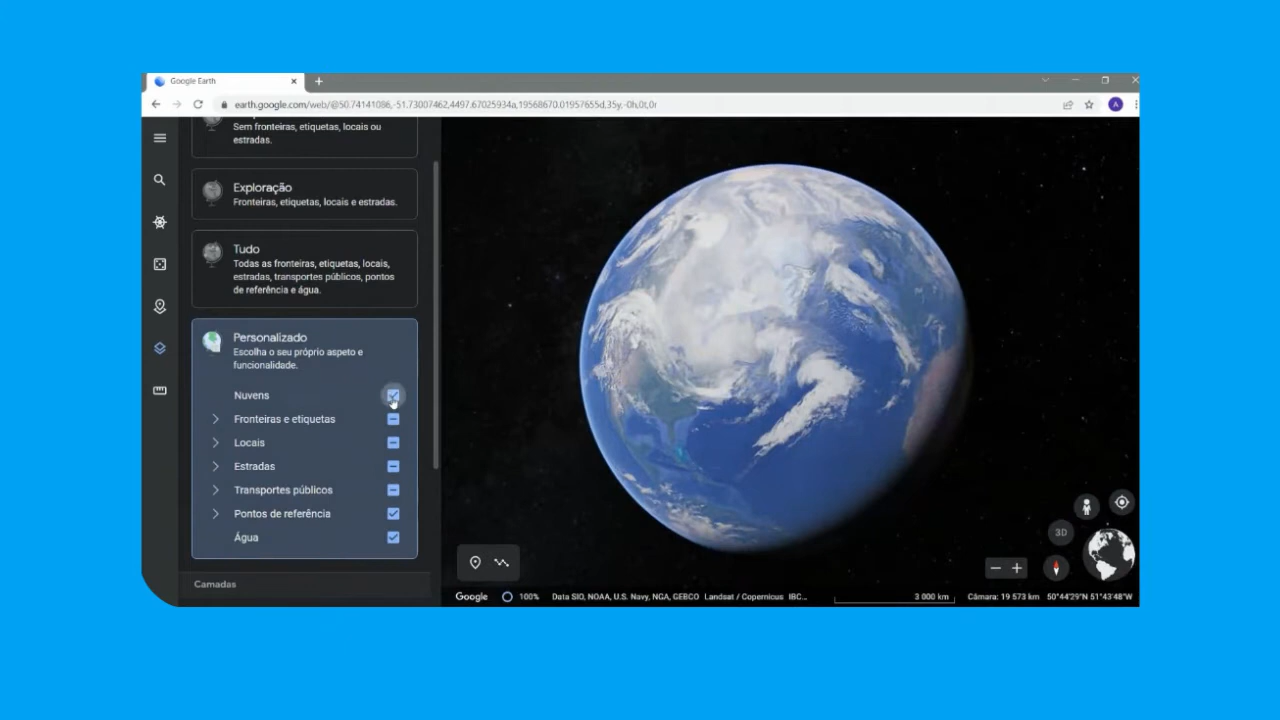 Google Earth
earth.google.com/web/@50.74141086,-51.73007462,4497.67025934a,19568670.01957655d,35y,-0h,0t,0r
A
Sem fronteiras, etiquetas, locais ou
estradas.
Exploração
Fronteiras, etiquetas, locais e estradas.
Tudo
Todas as fronteiras, etiquetas, locais,
estradas, transportes públicos, pontos
de referência e água.
Personalizado
Escolha o seu próprio aspeto e
funcionalidade.
Nuvens
Fronteiras e etiquetas
Locais
Estradas
Transportes públicos
Pontos de referência
Água
Camadas
3D
Google
100%
Data SIO, NOAA, U.S. Navy, NGA, GEBCO Landsat / Copernicus IBC...
3 000 km
Câmara: 19 573 km
50°44'29"N 51°43'48"W